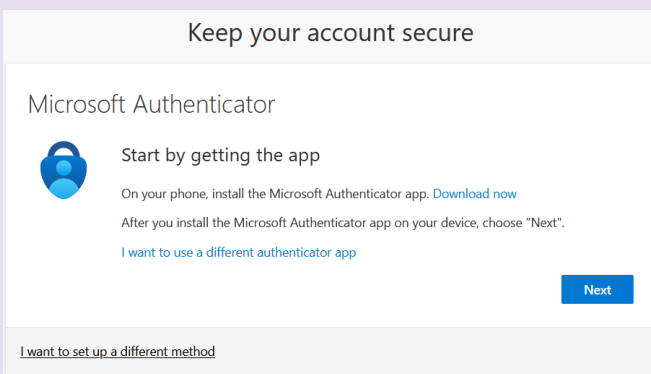 Keep your account secure
Microsoft Authenticator
Start by getting the app
On your phone, install the Microsoft Authenticator app. Download now
After you install the Microsoft Authenticator app on your device, choose "Next".
I want to use a different authenticator app
Next
I want to set up a different method